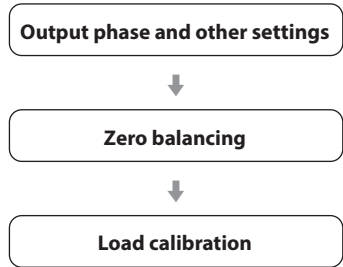 Output phase and other settings
Zero balancing
Load calibration